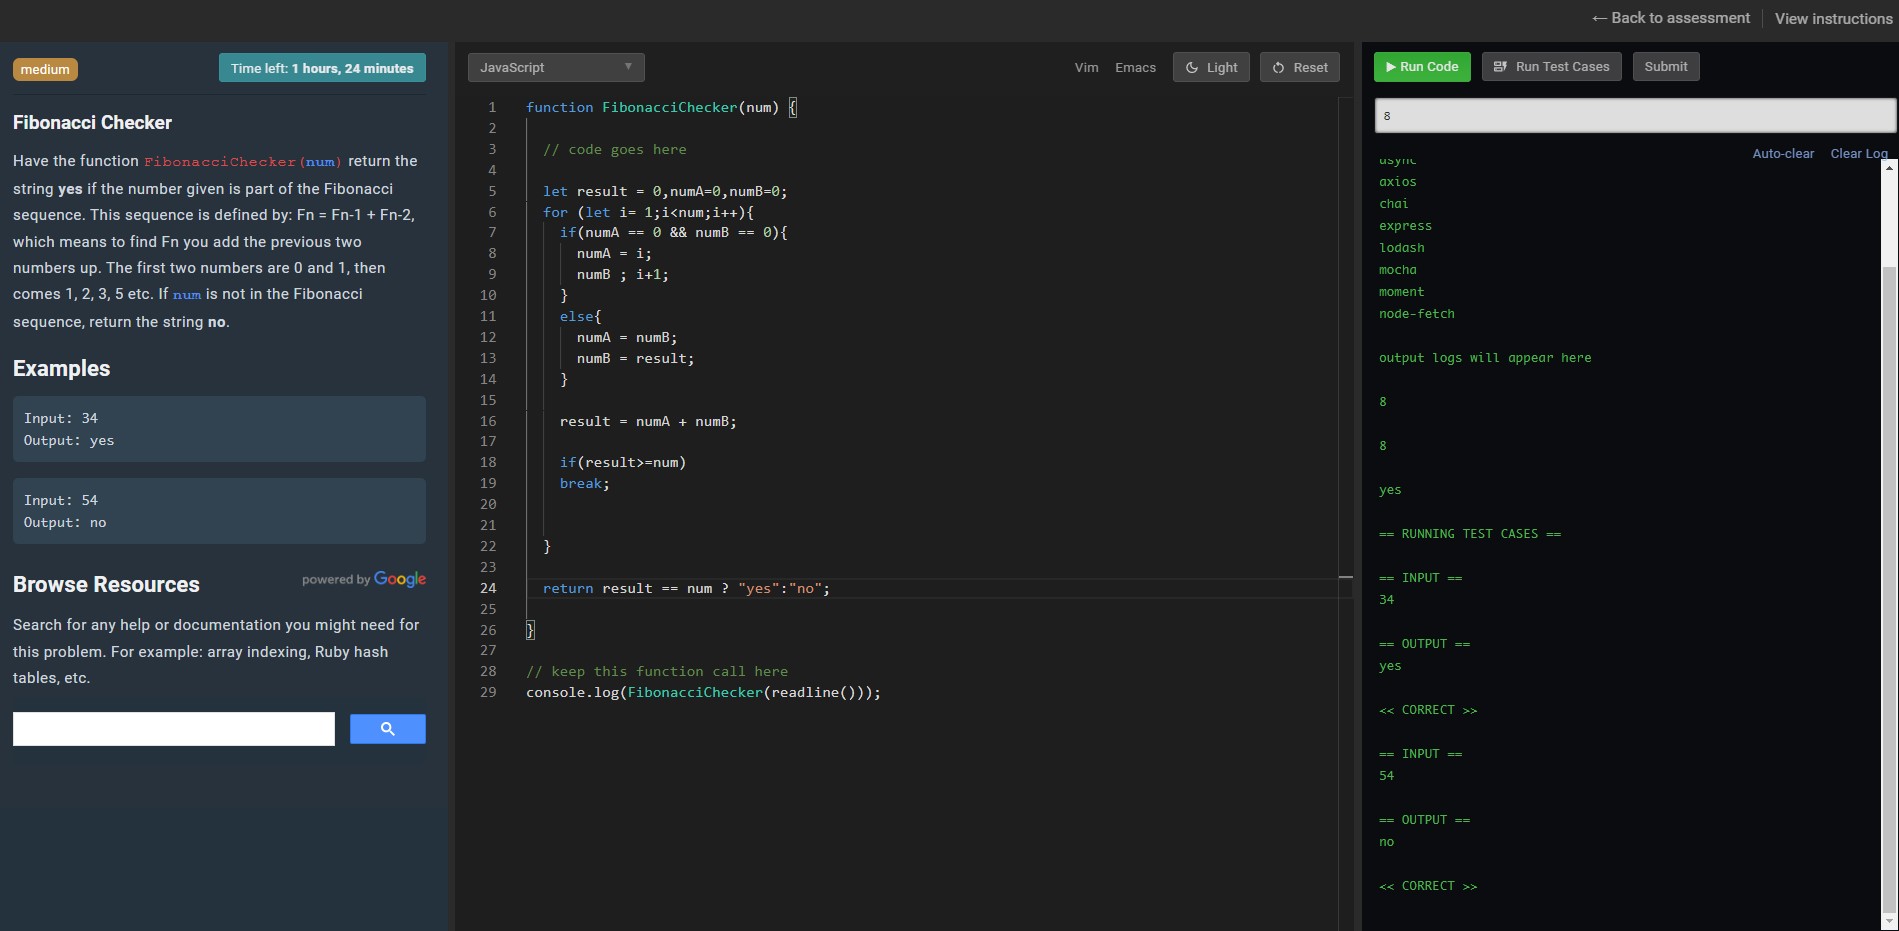 ← Back to assessment
View instructions
medium
Time left: 1 hours, 24 minutes
Fibonacci Checker
Have the function FibonacciChecker(num) return the
string yes if the number given is part of the Fibonacci
sequence. This sequence is defined by: Fn = Fn-1 + Fn-2,
which means to find Fn you add the previous two
numbers up. The first two numbers are 0 and 1, then
comes 1, 2, 3, 5 etc. If num is not in the Fibonacci
sequence, return the string no.
Examples
Input: 34
Output: yes
Input: 54
Output: no
Browse Resources
powered by Google
Search for any help or documentation you might need for
this problem. For example: array indexing, Ruby hash
tables, etc.
JavaScript
Vim
Emacs
Light
Reset
1 function FibonacciChecker(num) {
2
3 // code goes here
4
5 let result = 0,numA=0,numB=0;
6 for (let i= 1;i<num;i++){
7 if(numA == 0 && numB == 0){
8 numA = i;
9 numB ; i+1;
10 }
11 else{
12 numA = numB;
13 numB = result;
14 }
15
16 result = numA + numB;
17
18 if(result>=num)
19 break;
20
21
22 }
23
24 return result == num ? "yes":"no";
25
26 }
27
28 // keep this function call here
29 console.log(FibonacciChecker(readline()));
Run Code
Run Test Cases
Submit
8
Auto-clear
Clear Log
async
axios
chai
express
lodash
mocha
moment
node-fetch
output logs will appear here
8
8
yes
== RUNNING TEST CASES ==
== INPUT ==
34
== OUTPUT ==
yes
<< CORRECT >>
== INPUT ==
54
== OUTPUT ==
no
<< CORRECT >>